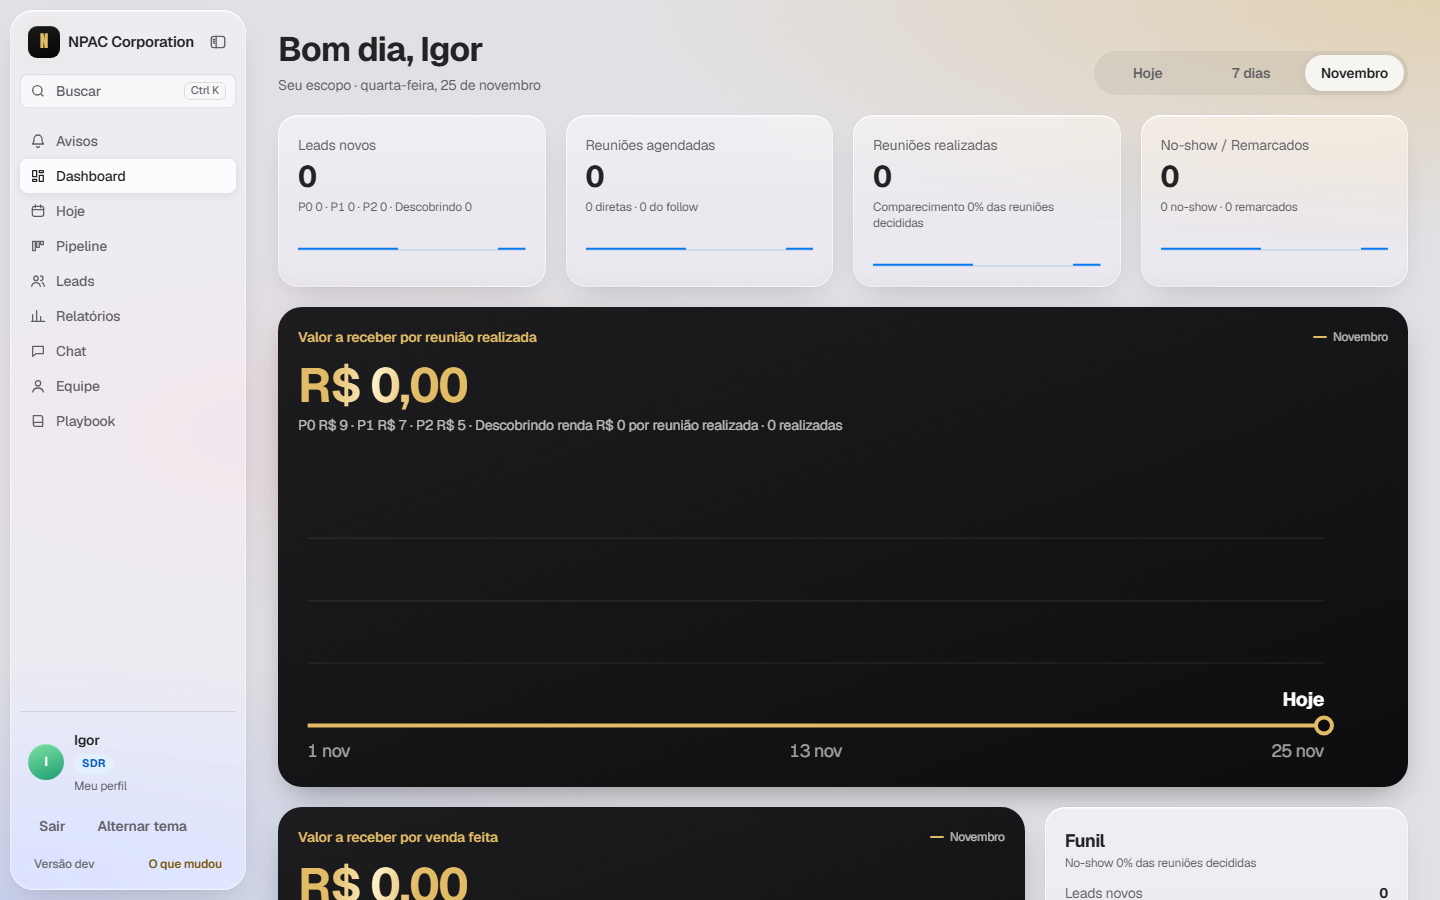 N
NPAC Corporation
Buscar
Ctrl K
Avisos
Dashboard
Hoje
Pipeline
Leads
Relatórios
Chat
Equipe
Playbook
I
Igor
SDR
Meu perfil
Sair
Alternar tema
Versão dev
O que mudou
Bom dia, Igor
Seu escopo · quarta-feira, 25 de novembro
Hoje
7 dias
Novembro
Leads novos
0
P0 0 · P1 0 · P2 0 · Descobrindo 0
Reuniões agendadas
0
0 diretas · 0 do follow
Reuniões realizadas
0
Comparecimento 0% das reuniões
decididas
No-show / Remarcados
0
0 no-show · 0 remarcados
Valor a receber por reunião realizada
Novembro
R$ 0,00
P0 R$ 9 · P1 R$ 7 · P2 R$ 5 · Descobrindo renda R$ 0 por reunião realizada · 0 realizadas
Hoje
1 nov
13 nov
25 nov
Valor a receber por venda feita
Novembro
R$ 0,00
Funil
No-show 0% das reuniões decididas
Leads novos
0